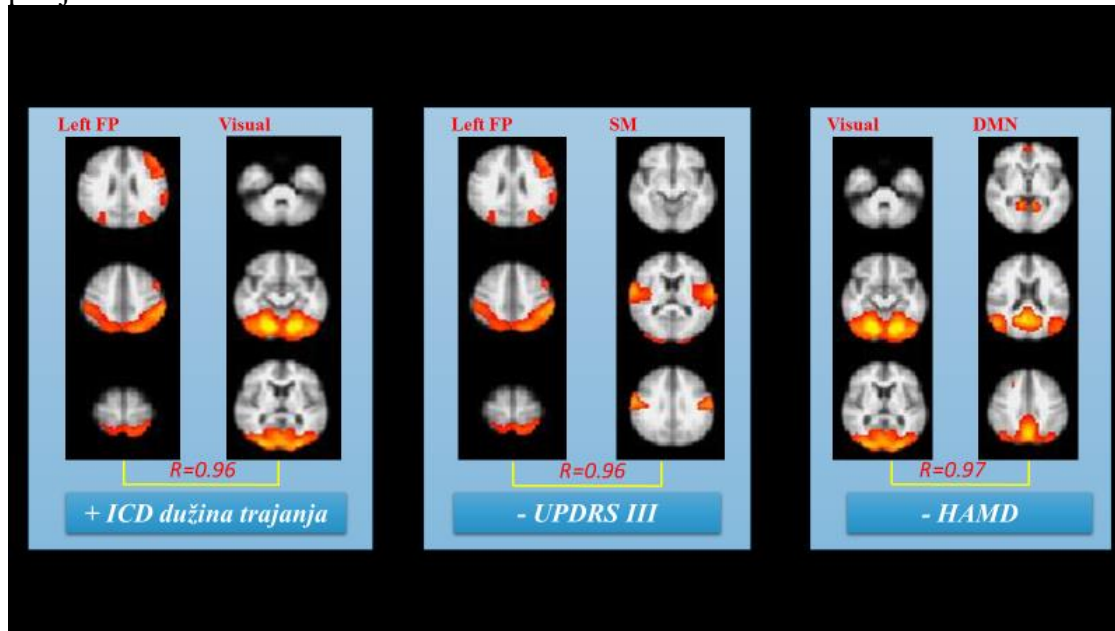 Left FP
Visual
R=0.96
+ ICD dužina trajanja
Left FP
SM
R=0.96
- UPDRS III
Visual
DMN
R=0.97
- HAMD